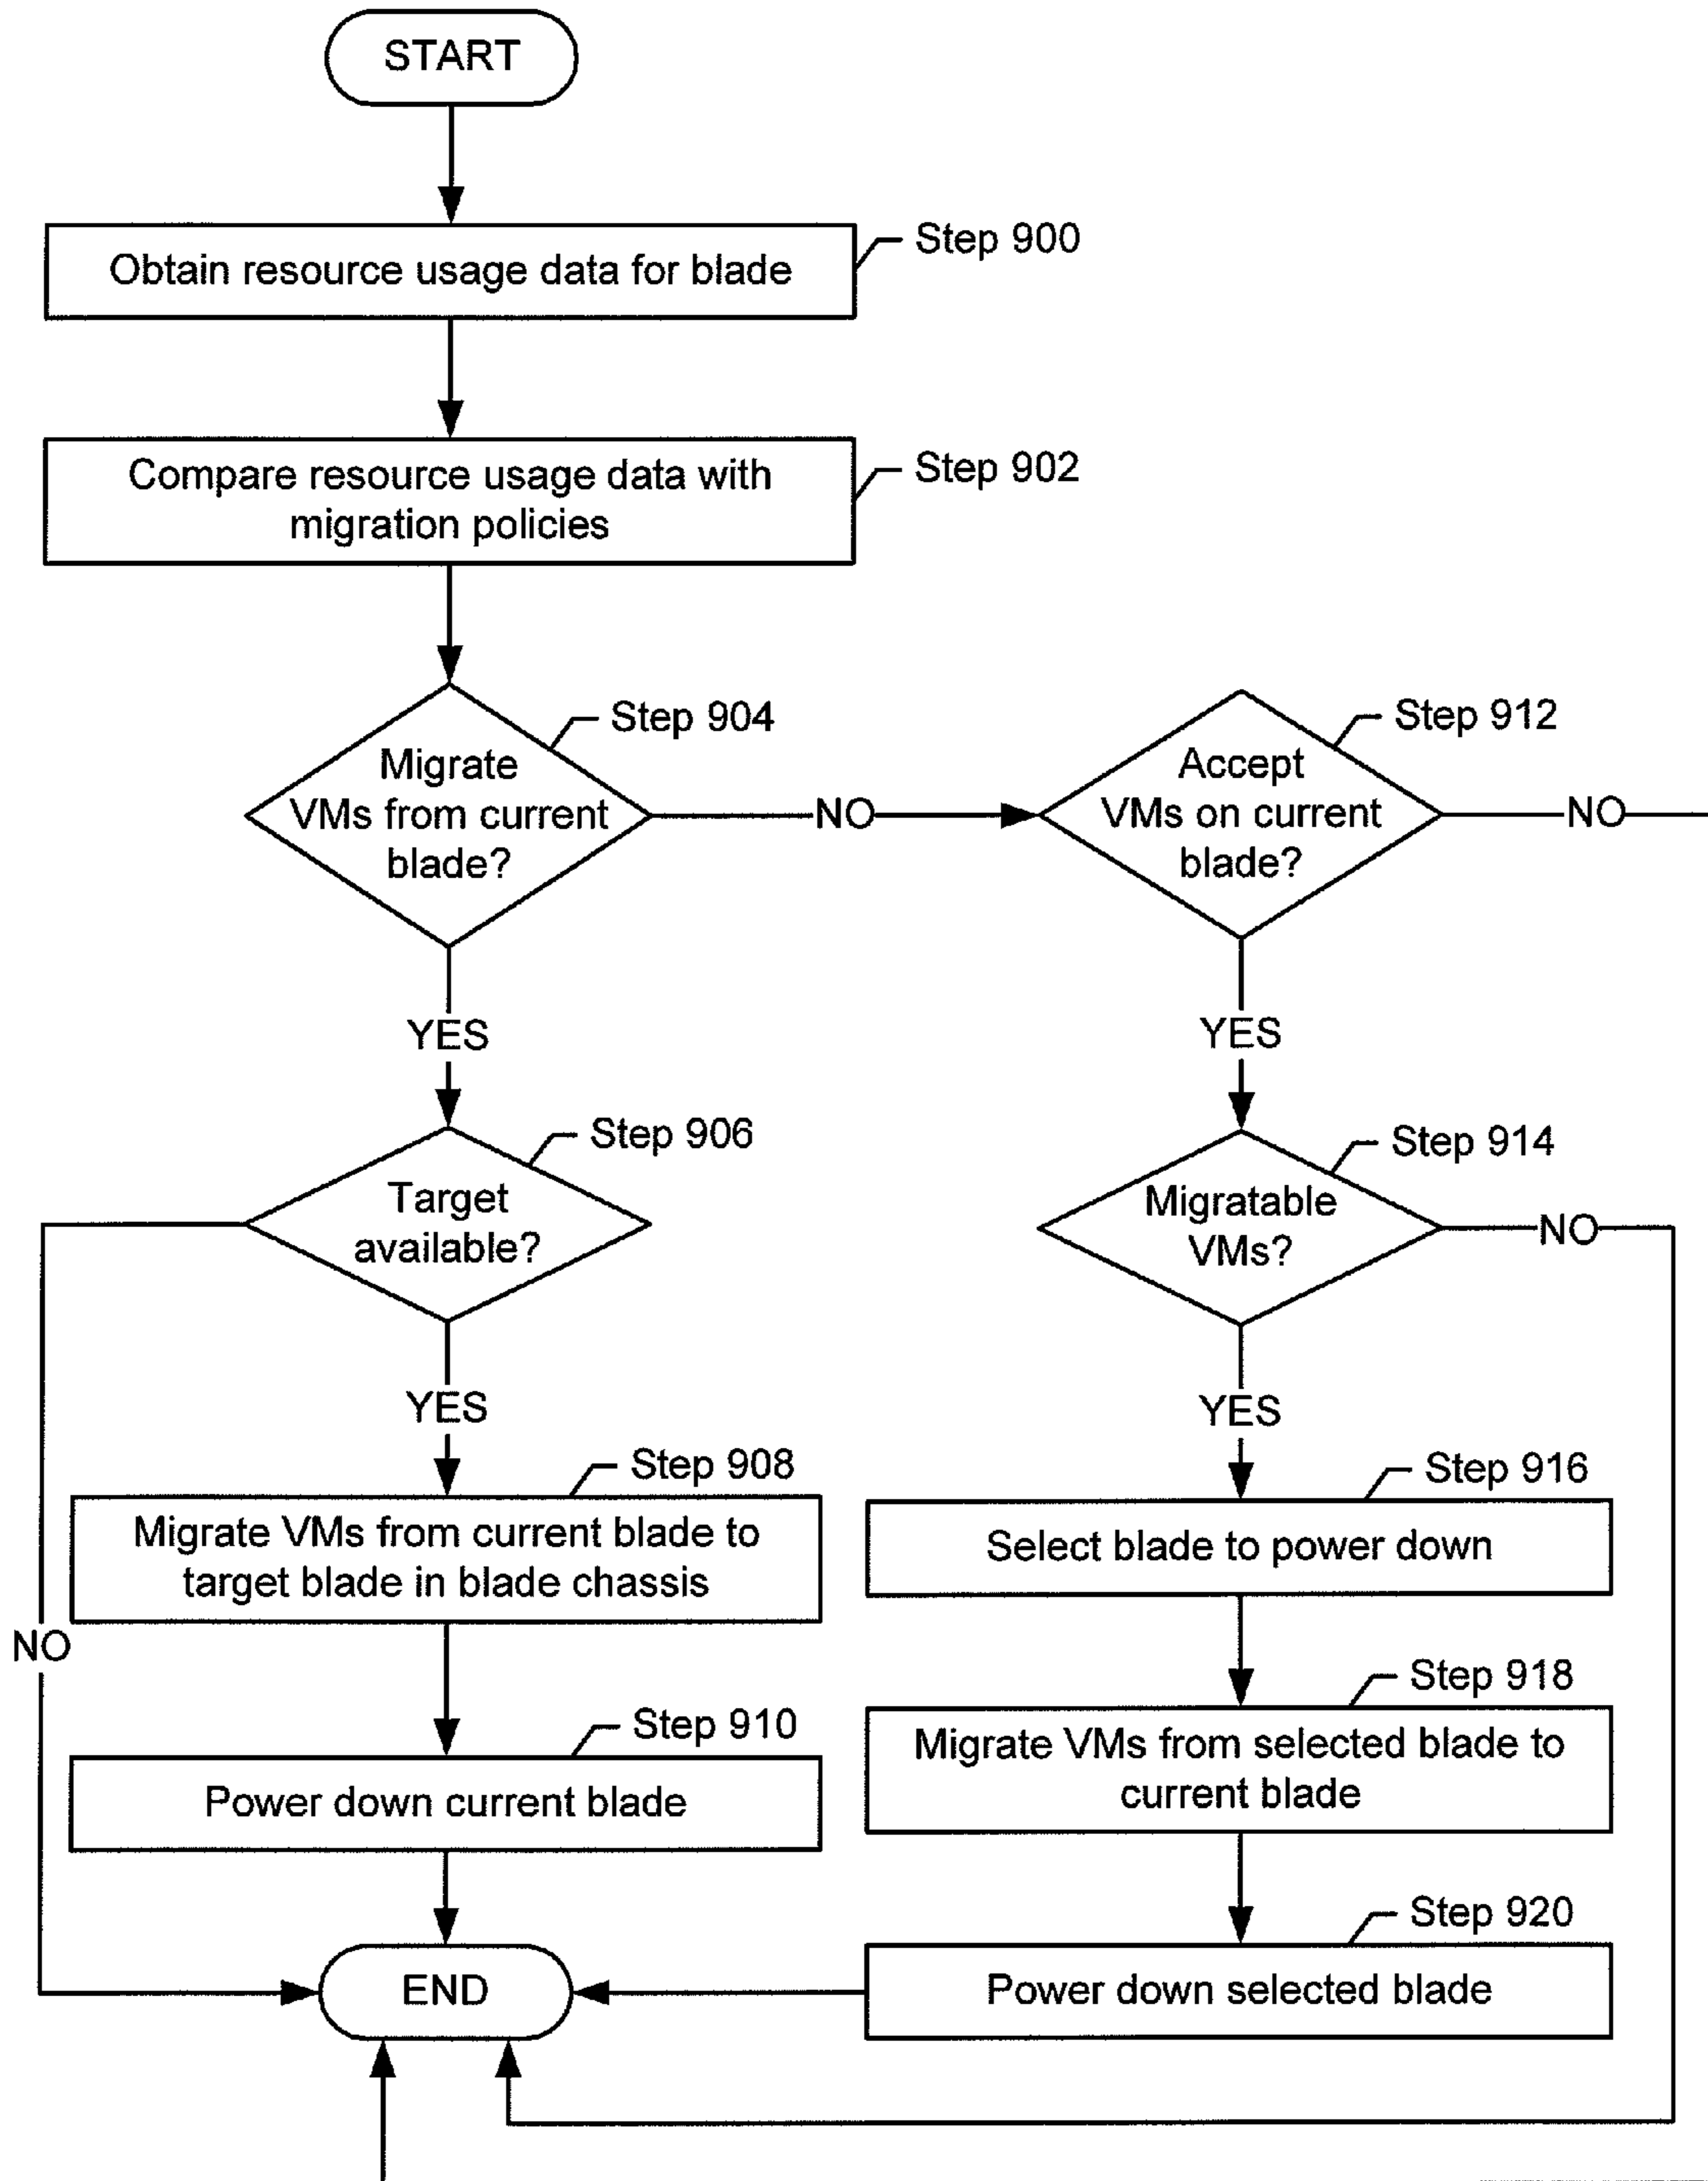 START
Step 900
Obtain resource usage data for blade
Step 902
Compare resource usage data with
migration policies
Step 904
Migrate
VMs from current
blade?
NO
Step 912
Accept
VMs on current
blade?
NO
YES
YES
Step 906
Target
available?
Step 914
Migratable
VMs?
NO
YES
YES
Step 908
Migrate VMs from current blade to
target blade in blade chassis
Step 916
Select blade to power down
NO
Step 910
Power down current blade
Step 918
Migrate VMs from selected blade to
current blade
Step 920
Power down selected blade
END